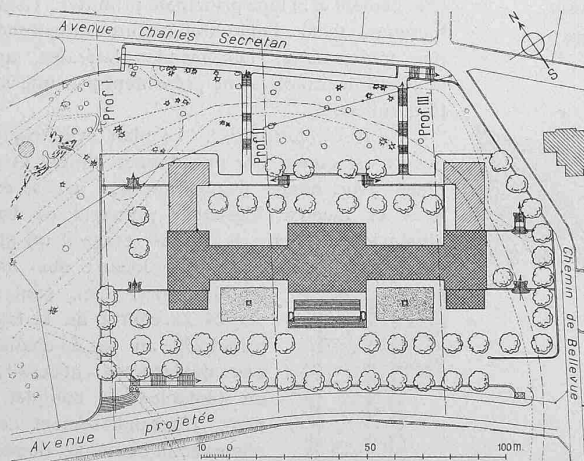 Avenue Charles Secretan
N
S
Prof. I
Prof. II
Prof. III
Chemin de Bellevue
Avenue projetée
10 0 50 100 m.